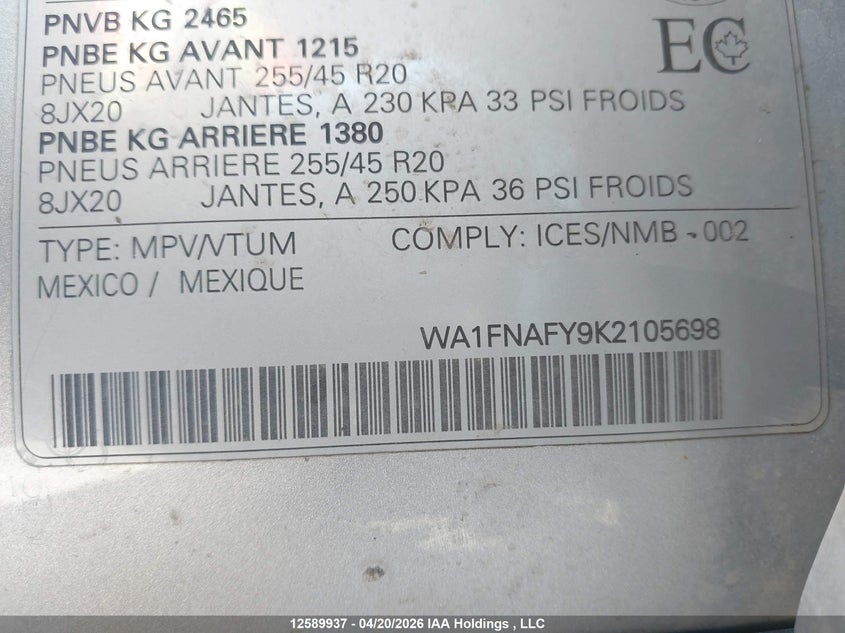 PNVB KG 2465
PNBE KG AVANT 1215
PNEUS AVANT 255/45 R20
8JX20 JANTES, A 230 KPA 33 PSI FROIDS
PNBE KG ARRIERE 1380
PNEUS ARRIERE 255/45 R20
8JX20 JANTES, A 250 KPA 36 PSI FROIDS
EC
TYPE: MPV/VTUM COMPLY: ICES/NMB - 002
MEXICO / MEXIQUE
WA1FNAFY9K2105698
12589937 - 04/20/2026 IAA Holdings , LLC